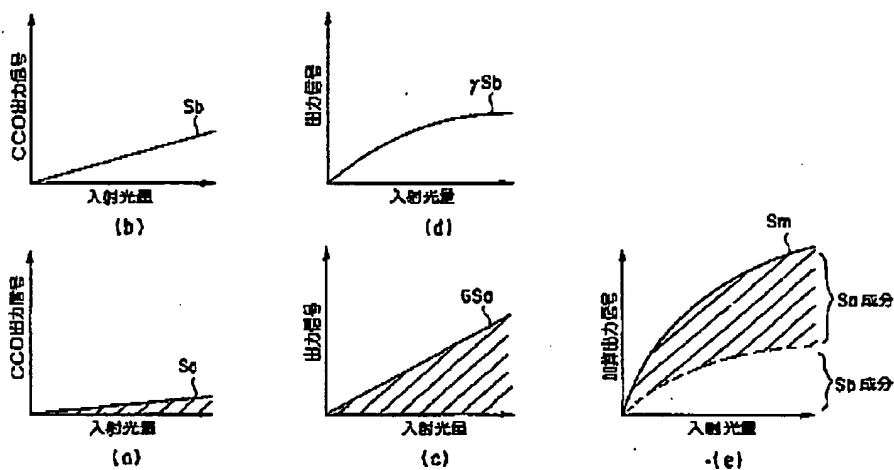 CCD出力信号
Sb
入射光量
(b)
出力信号
γSb
入射光量
(d)
CCD出力信号
Sa
入射光量
(a)
出力信号
GSa
入射光量
(c)
加算出力信号
Sm
Sa成分
Sb成分
入射光量
(e)